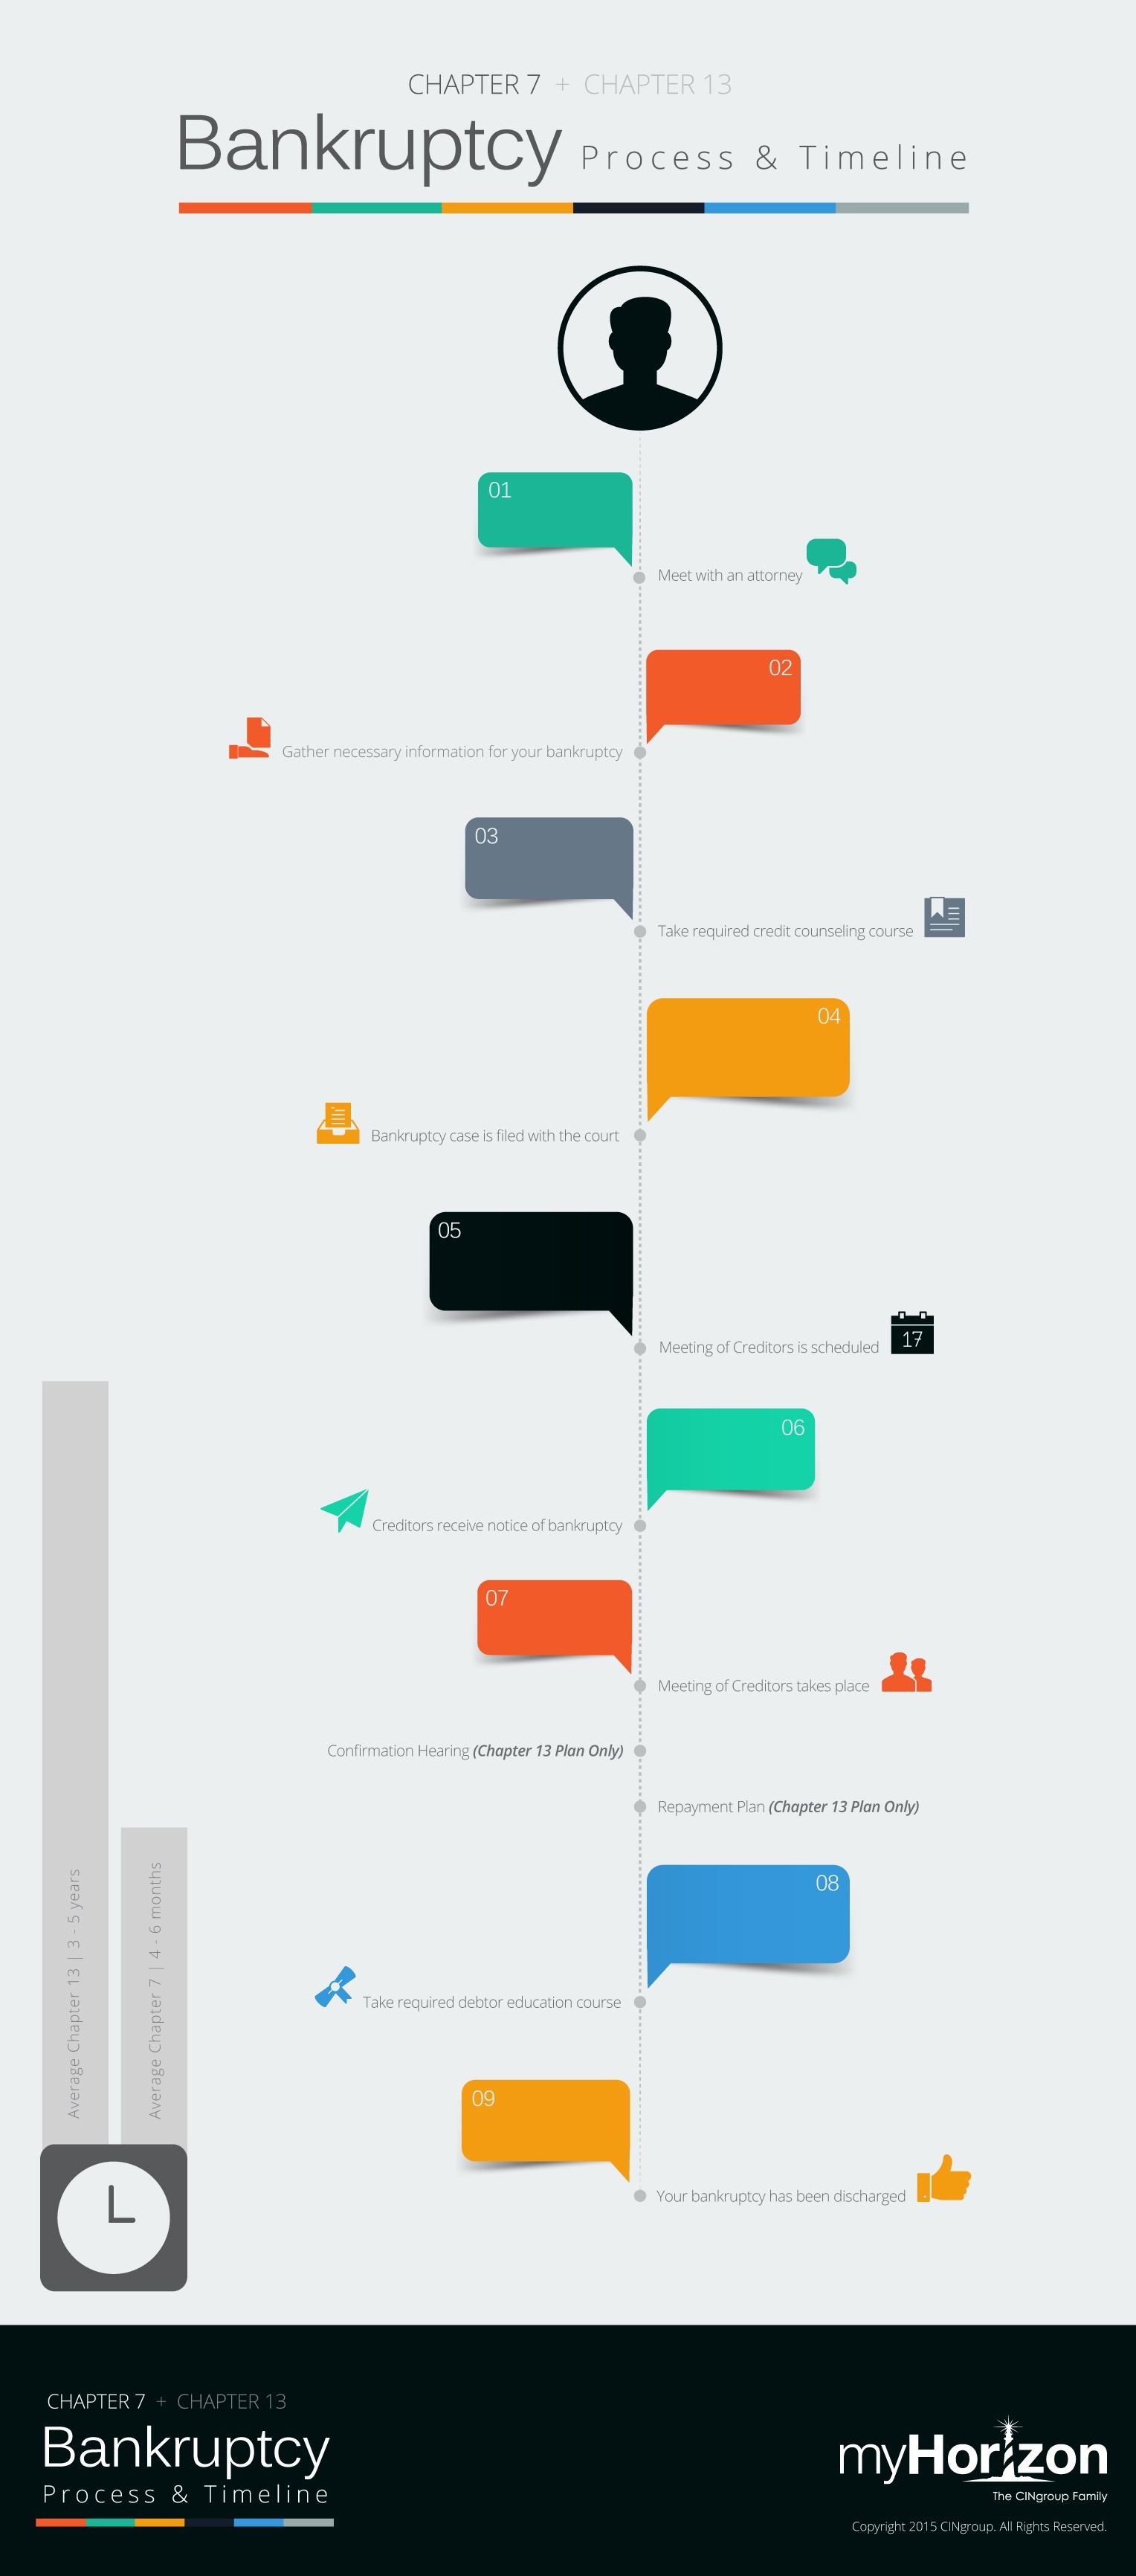 CHAPTER 7 + CHAPTER 13
Bankruptcy Process & Timeline
01
Meet with an attorney
02
Gather necessary information for your bankruptcy
03
Take required credit counseling course
04
Bankruptcy case is filed with the court
05
Meeting of Creditors is scheduled
17
06
Creditors receive notice of bankruptcy
07
Meeting of Creditors takes place
Confirmation Hearing (Chapter 13 Plan Only)
Repayment Plan (Chapter 13 Plan Only)
08
Take required debtor education course
09
Your bankruptcy has been discharged
Average Chapter 13 | 3 - 5 years
Average Chapter 7 | 4 - 6 months
CHAPTER 7 + CHAPTER 13
Bankruptcy
Process & Timeline
myHorizon
The CINgroup Family
Copyright 2015 CINgroup. All Rights Reserved.